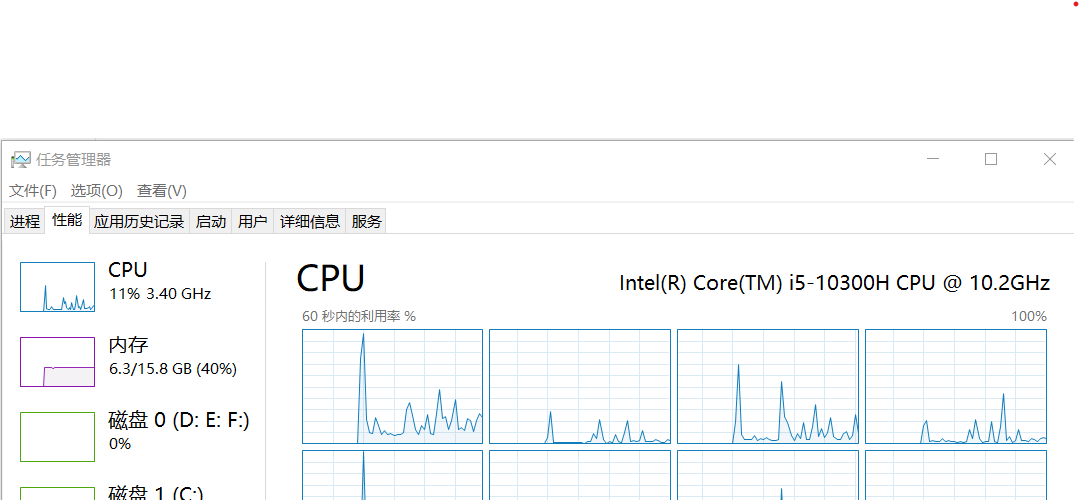 任务管理器
文件(F) 选项(O) 查看(V)
进程 性能 应用历史记录 启动 用户 详细信息 服务
CPU
11% 3.40 GHz
内存
6.3/15.8 GB (40%)
磁盘 0 (D: E: F:)
0%
磁盘 1 (C:)
CPU
Intel(R) Core(TM) i5-10300H CPU @ 10.2GHz
60 秒内的利用率 %
100%